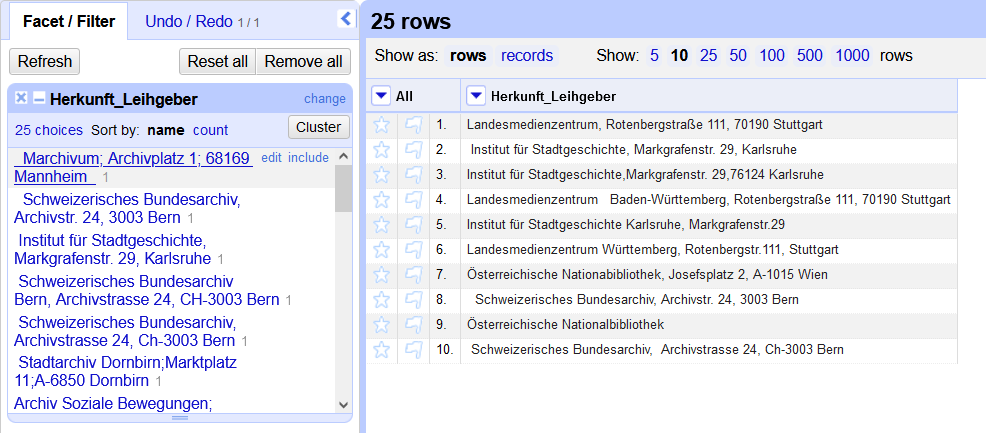 Facet / Filter
Undo / Redo 1 / 1
Refresh
Reset all
Remove all
Herkunft_Leihgeber
change
25 choices Sort by: name count
Cluster
Marchivum; Archivplatz 1; 68169
Mannheim 1
edit include
Schweizerisches Bundesarchiv,
Archivstr. 24, 3003 Bern 1
Institut für Stadtgeschichte,
Markgrafenstr. 29, Karlsruhe 1
Schweizerisches Bundesarchiv
Bern, Archivstrasse 24, CH-3003 Bern 1
Schweizerisches Bundesarchiv,
Archivstrasse 24, Ch-3003 Bern 1
Stadtarchiv Dornbirn;Marktplatz
11;A-6850 Dornbirn 1
Archiv Soziale Bewegungen;
25 rows
Show as: rows records
Show: 5 10 25 50 100 500 1000 rows
All
Herkunft_Leihgeber
1. Landesmedienzentrum, Rotenbergstraße 111, 70190 Stuttgart
2. Institut für Stadtgeschichte, Markgrafenstr. 29, Karlsruhe
3. Institut für Stadtgeschichte,Markgrafenstr. 29,76124 Karlsruhe
4. Landesmedienzentrum Baden-Württemberg, Rotenbergstraße 111, 70190 Stuttgart
5. Institut für Stadtgeschichte Karlsruhe, Markgrafenstr.29
6. Landesmedienzentrum Württemberg, Rotenbergstr.111, Stuttgart
7. Österreichische Nationabibliothek, Josefsplatz 2, A-1015 Wien
8. Schweizerisches Bundesarchiv, Archivstr. 24, 3003 Bern
9. Österreichische Nationalbibliothek
10. Schweizerisches Bundesarchiv, Archivstrasse 24, Ch-3003 Bern